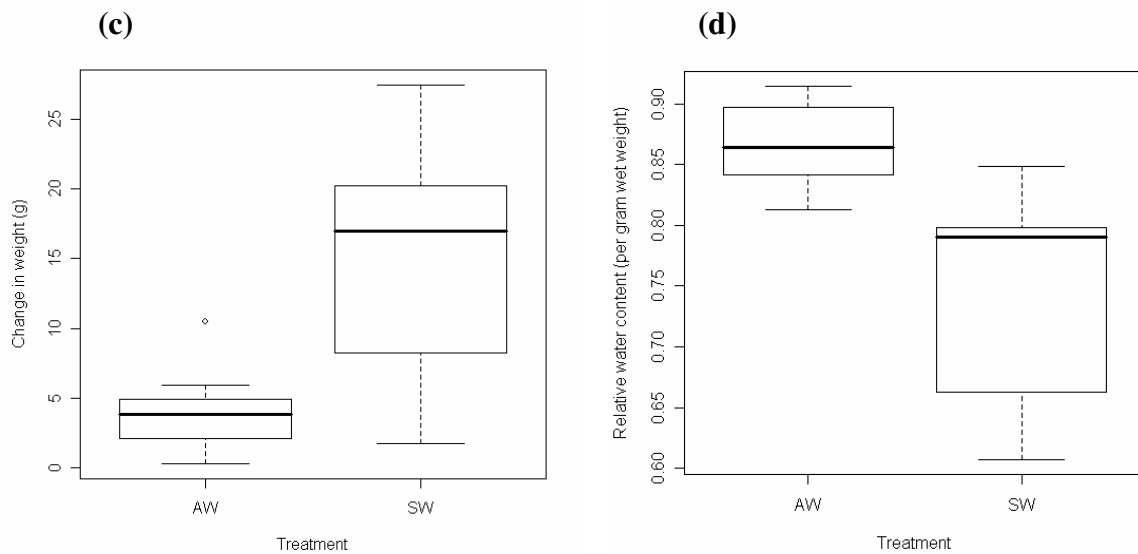 (c)
Change in weight (g)
25
20
15
10
5
0
AW SW
Treatment
(d)
Relative water content (per gram wet weight)
0.90
0.85
0.80
0.75
0.70
0.65
0.60
AW SW
Treatment